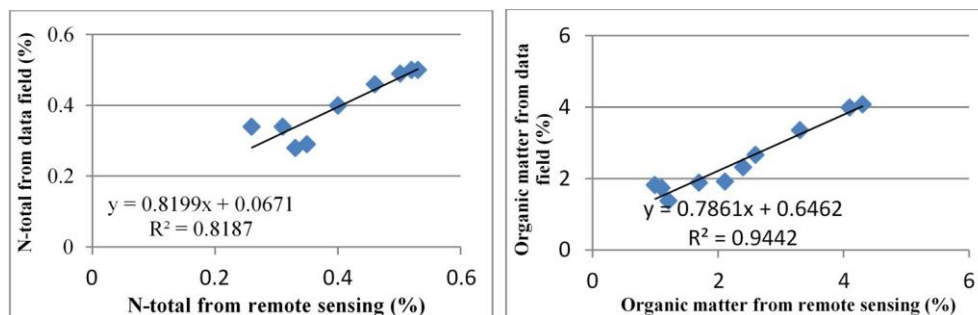 N-total from data field (%)
0.6
0.4
0.2
0
y = 0.8199x + 0.0671
R² = 0.8187
0 0.2 0.4 0.6
N-total from remote sensing (%)
Organic matter from data
field (%)
6
4
2
0
y = 0.7861x + 0.6462
R² = 0.9442
0 2 4 6
Organic matter from remote sensing (%)